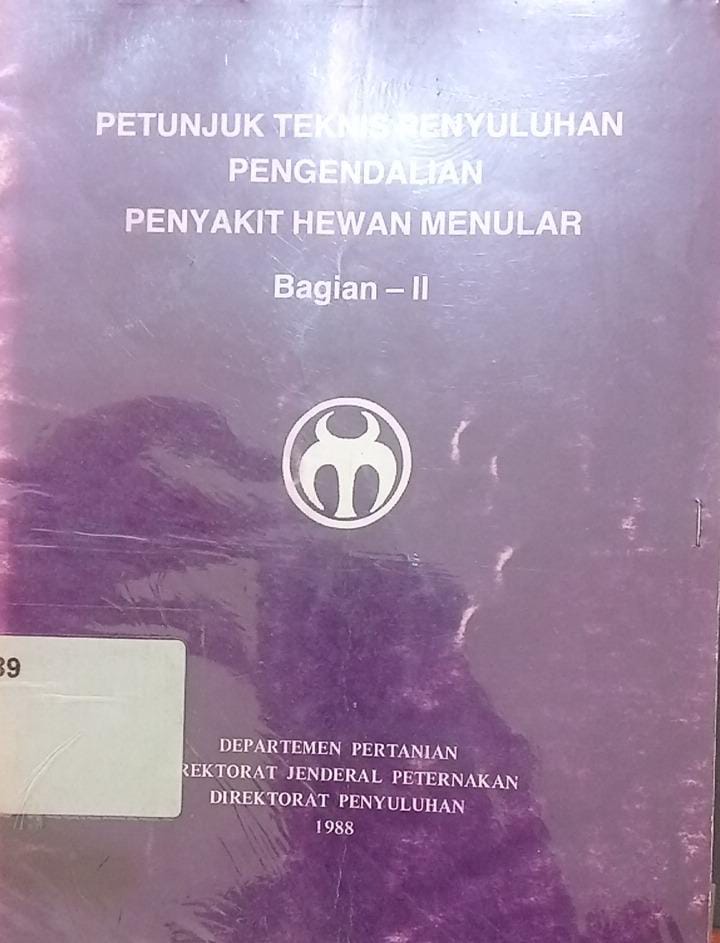 PETUNJUK TEKNIS PENYULUHAN
PENGENDALIAN
PENYAKIT HEWAN MENULAR
Bagian – II
39
DEPARTEMEN PERTANIAN
REKTORAT JENDERAL PETERNAKAN
DIREKTORAT PENYULUHAN
1988